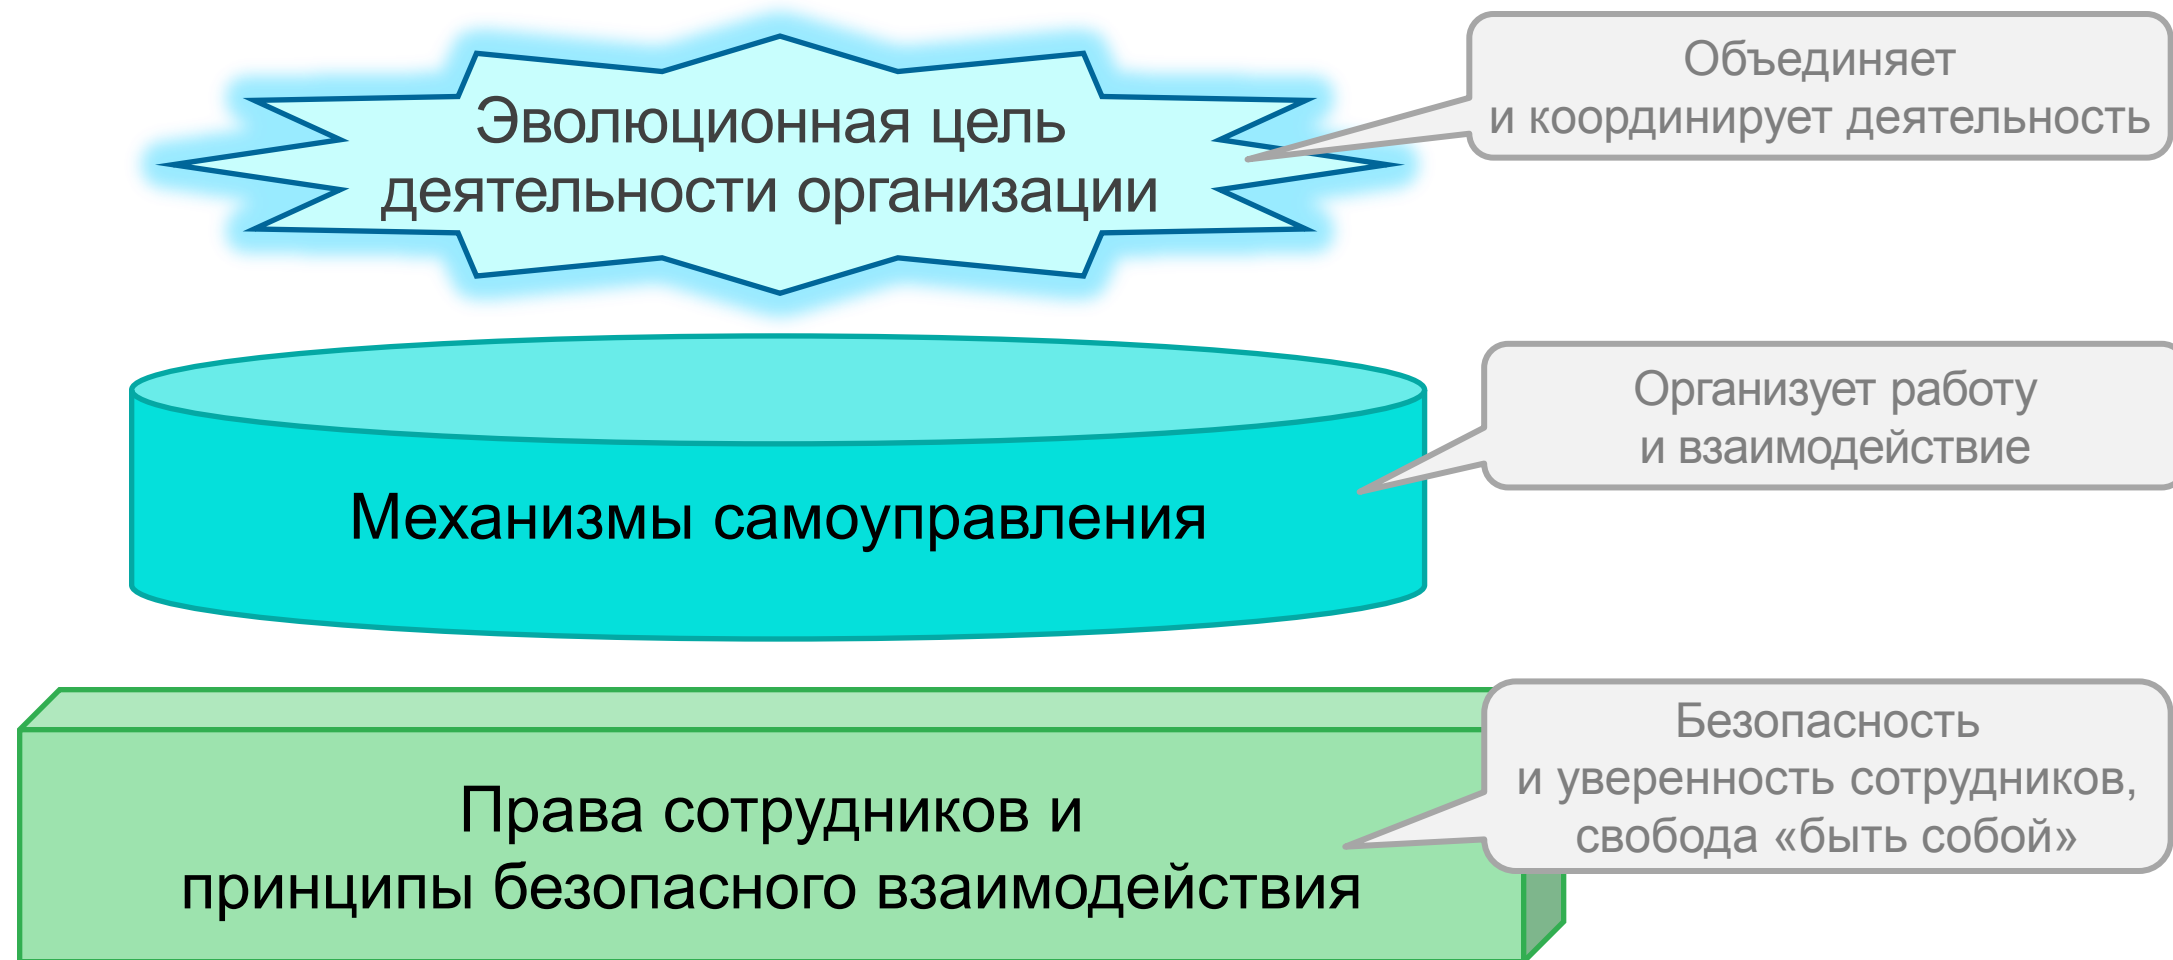 Эволюционная цель
деятельности организации
Объединяет
и координирует деятельность
Механизмы самоуправления
Организует работу
и взаимодействие
Права сотрудников и
принципы безопасного взаимодействия
Безопасность
и уверенность сотрудников,
свобода «быть собой»